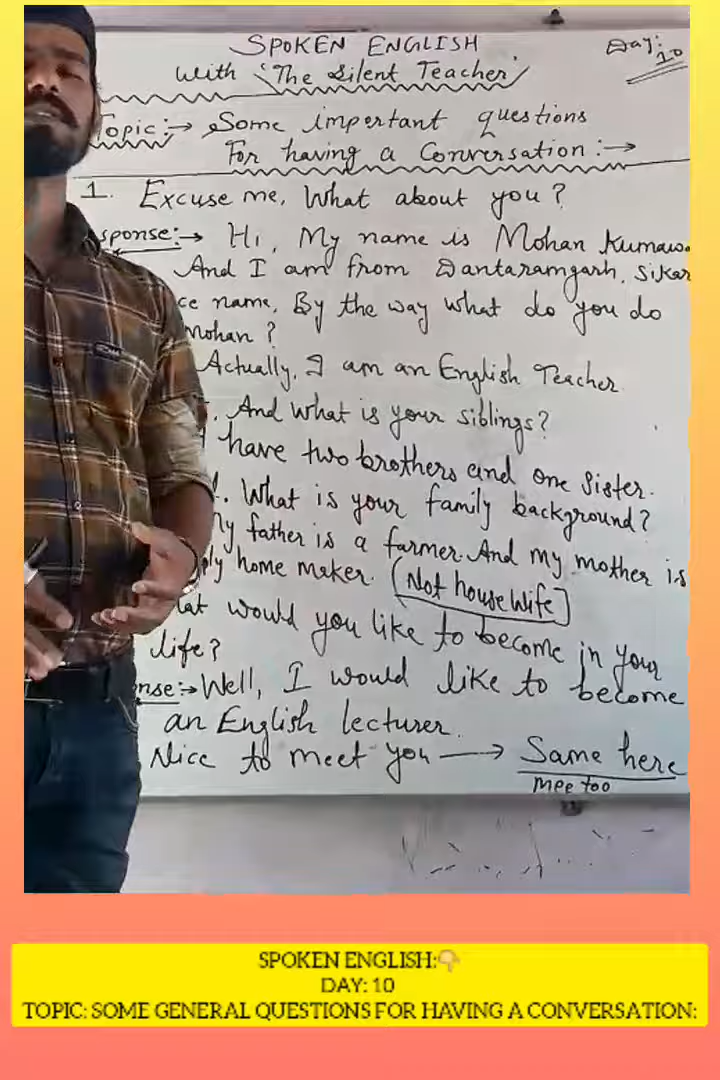 SPOKEN ENGLISH
Day: 10
with "The Silent Teacher"
Topic:→ Some important questions
For having a Conversation:→
1. Excuse me, What about you?
sponse:→ Hi, My name is Mohan Kumaw
And I am from Dantaramgarh, Sikar
ce name, By the way what do you do
mohan?
Actually, I am an English Teacher
. And what is your siblings?
have two brothers and one sister.
. What is your family background?
My father is a farmer. And my mother is
ply home maker. (Not housewife]
at would you like to become in your
life?
nse:→ Well, I would like to become
an English lecturer.
Nice to meet you → Same here
mee too
SPOKEN ENGLISH:👇
DAY: 10
TOPIC: SOME GENERAL QUESTIONS FOR HAVING A CONVERSATION: